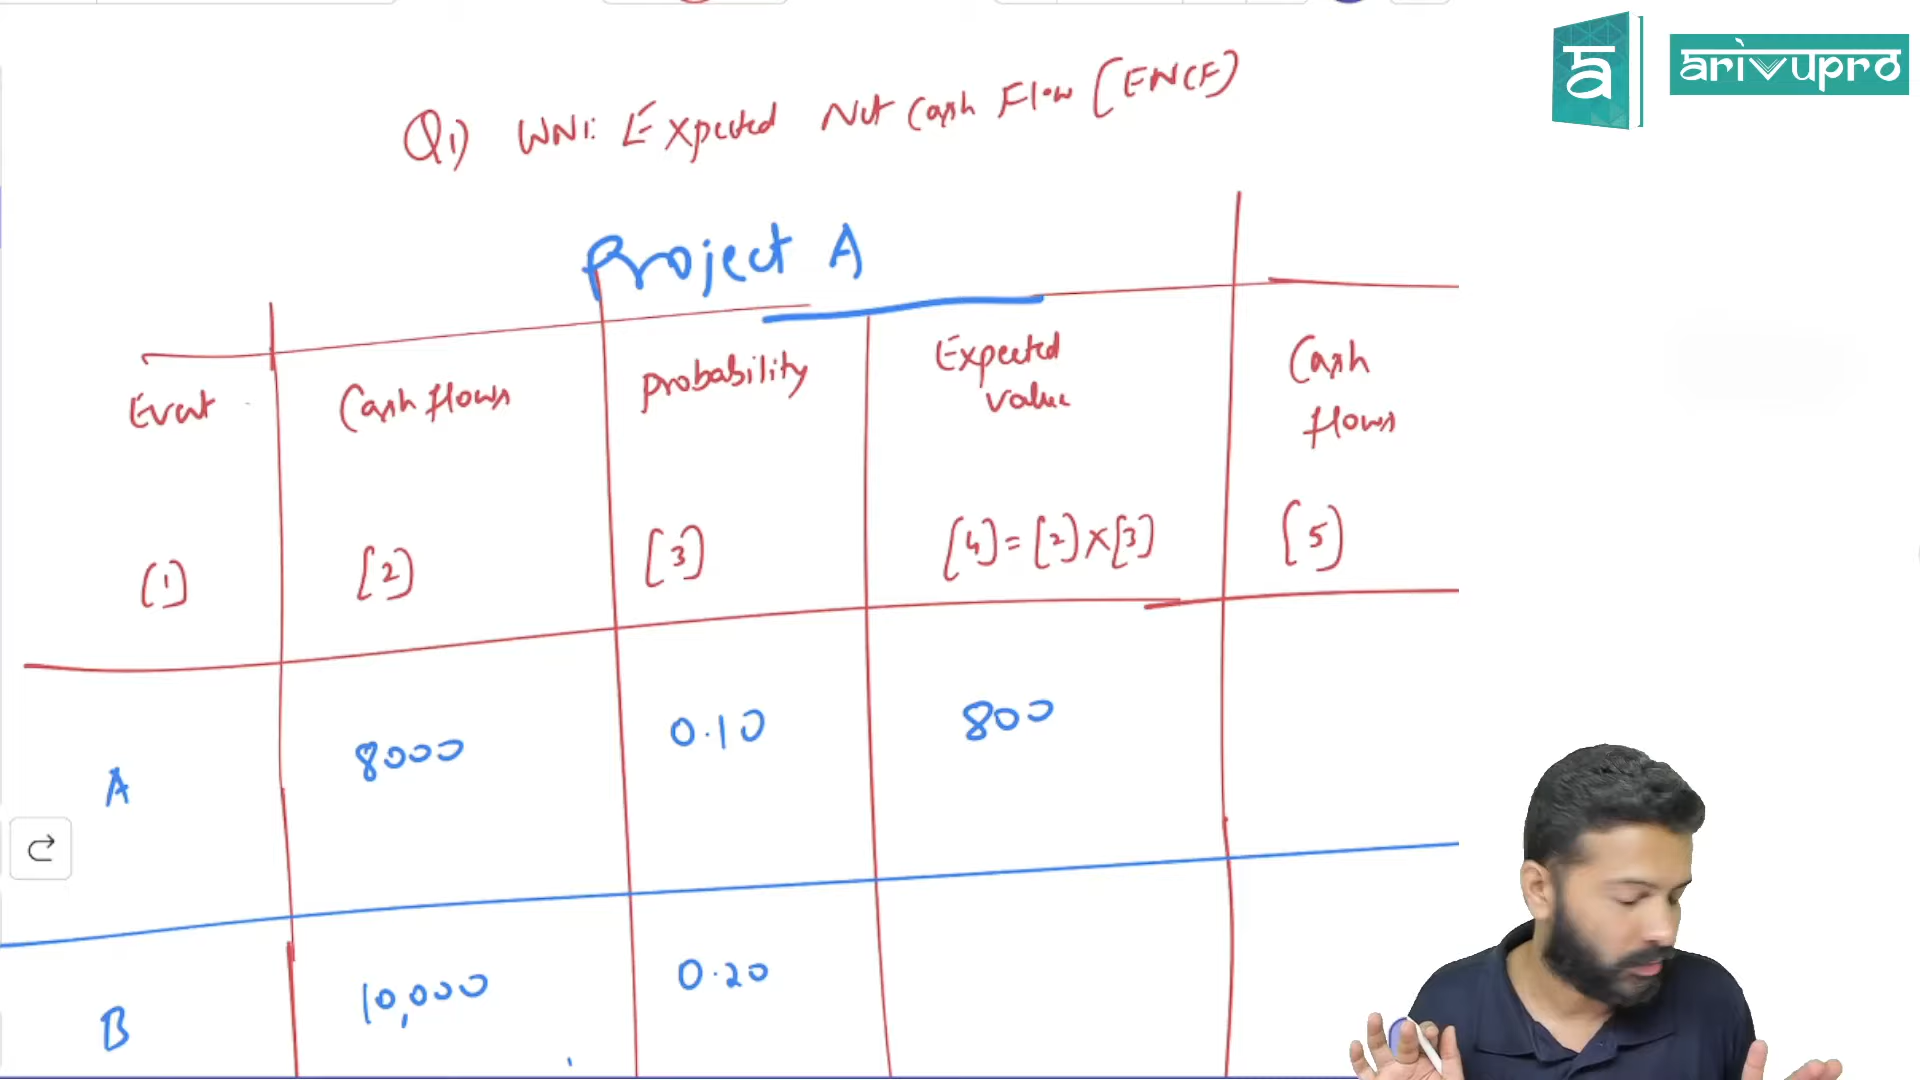 arivupro
Q1) WN1: Expected Net Cash Flow (ENCF)
Project A
Event
Cash flows
Probability
Expected
value
Cash
flows
(1)
[2]
[3]
[4] = [2] X [3]
[5]
A
8000
0.10
800
B
10,000
0.20